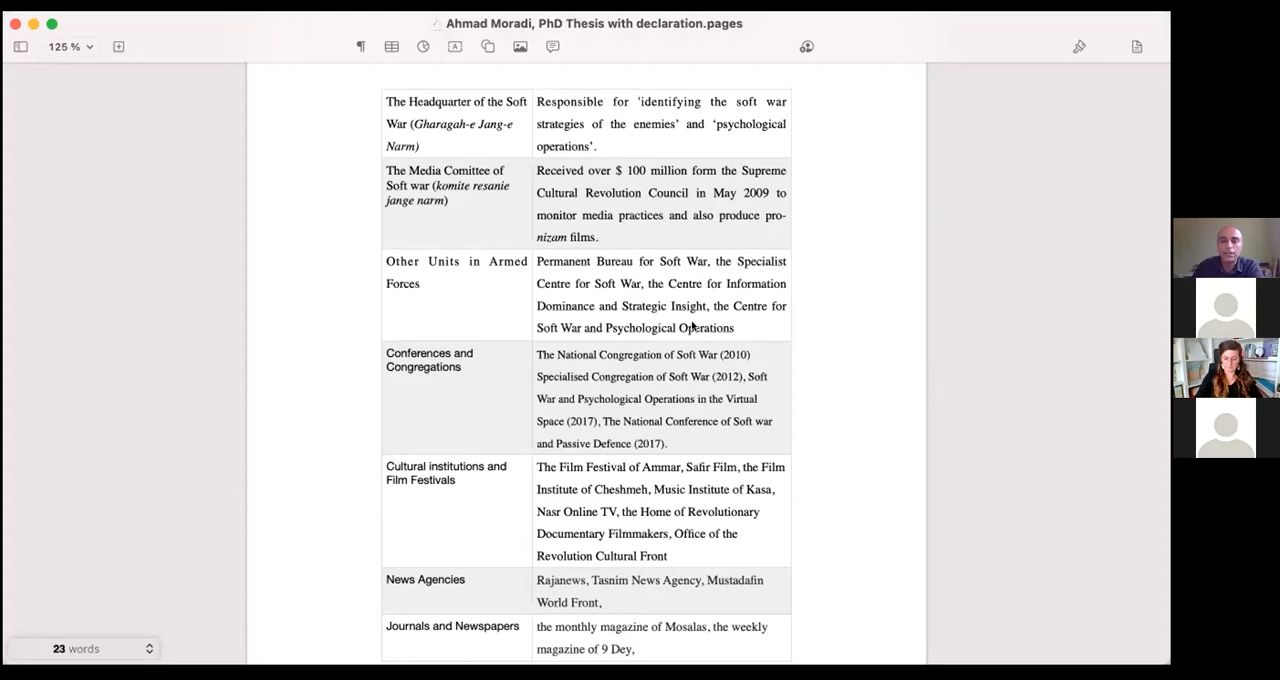 Ahmad Moradi, PhD Thesis with declaration.pages
125 %
The Headquarter of the Soft
War (Gharagah-e Jang-e
Narm)
Responsible for 'identifying the soft war
strategies of the enemies’ and ‘psychological
operations’.
The Media Comittee of
Soft war (komite resanie
jange narm)
Received over $ 100 million form the Supreme
Cultural Revolution Council in May 2009 to
monitor media practices and also produce pro-
nizam films.
Other Units in Armed
Forces
Permanent Bureau for Soft War, the Specialist
Centre for Soft War, the Centre for Information
Dominance and Strategic Insight, the Centre for
Soft War and Psychological Operations
Conferences and
Congregations
The National Congregation of Soft War (2010)
Specialised Congregation of Soft War (2012), Soft
War and Psychological Operations in the Virtual
Space (2017), The National Conference of Soft war
and Passive Defence (2017).
Cultural institutions and
Film Festivals
The Film Festival of Ammar, Safir Film, the Film
Institute of Cheshmeh, Music Institute of Kasa,
Nasr Online TV, the Home of Revolutionary
Documentary Filmmakers, Office of the
Revolution Cultural Front
News Agencies
Rajanews, Tasnim News Agency, Mustadafin
World Front,
Journals and Newspapers
the monthly magazine of Mosalas, the weekly
magazine of 9 Dey,
23 words